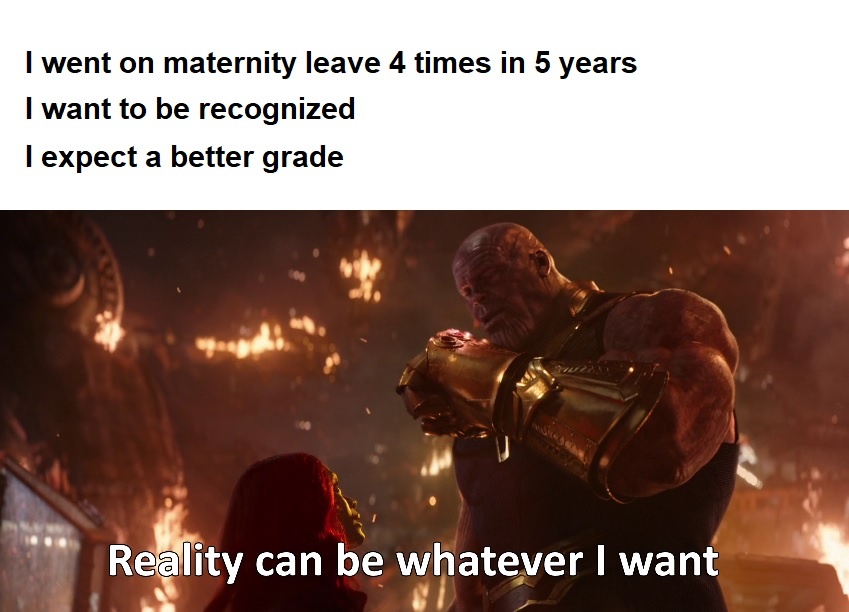 I went on maternity leave 4 times in 5 years
I want to be recognized
I expect a better grade
Reality can be whatever I want